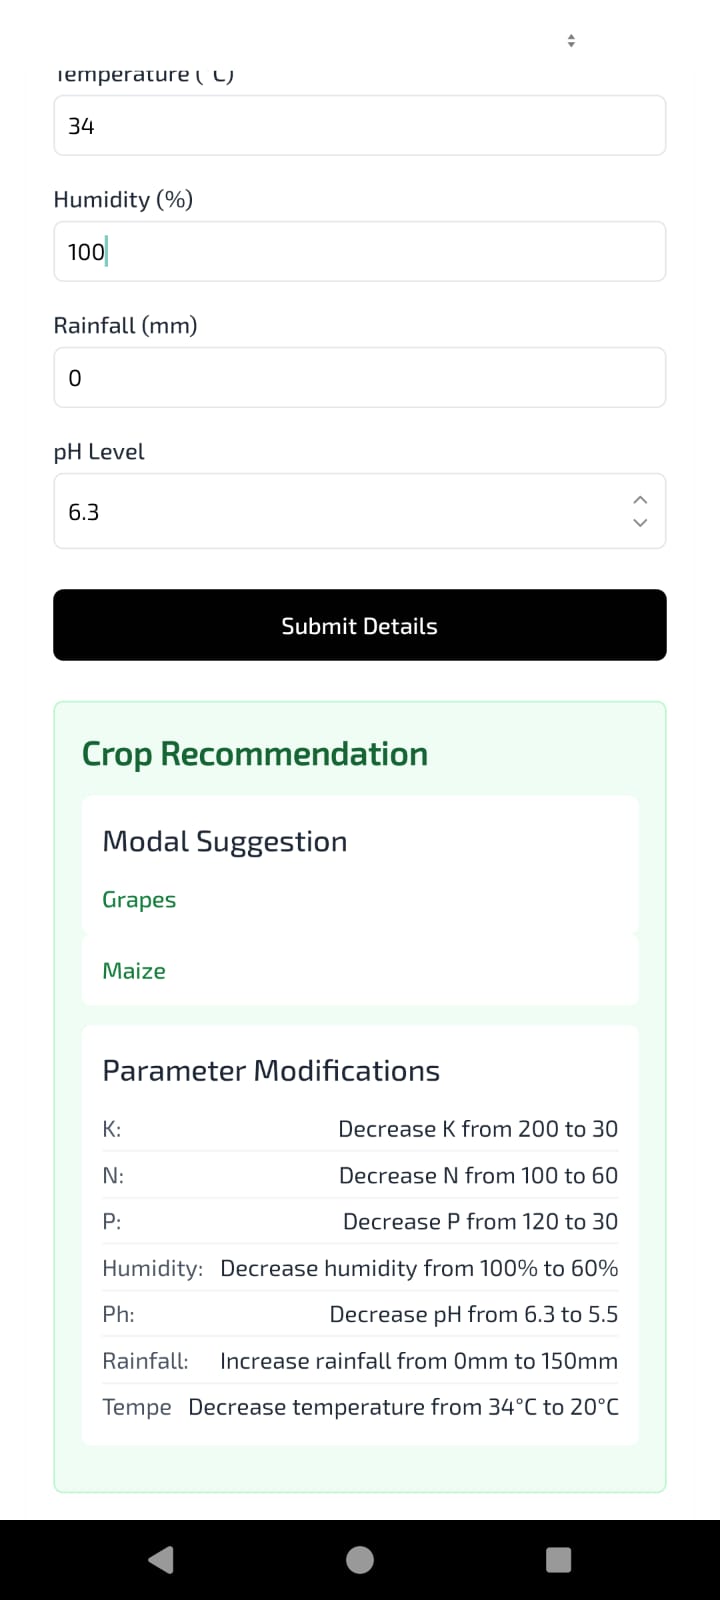 Temperature (°C)
34
Humidity (%)
100
Rainfall (mm)
0
pH Level
6.3
Submit Details
Crop Recommendation
Modal Suggestion
Grapes
Maize
Parameter Modifications
K: Decrease K from 200 to 30
N: Decrease N from 100 to 60
P: Decrease P from 120 to 30
Humidity: Decrease humidity from 100% to 60%
Ph: Decrease pH from 6.3 to 5.5
Rainfall: Increase rainfall from 0mm to 150mm
Tempe Decrease temperature from 34°C to 20°C